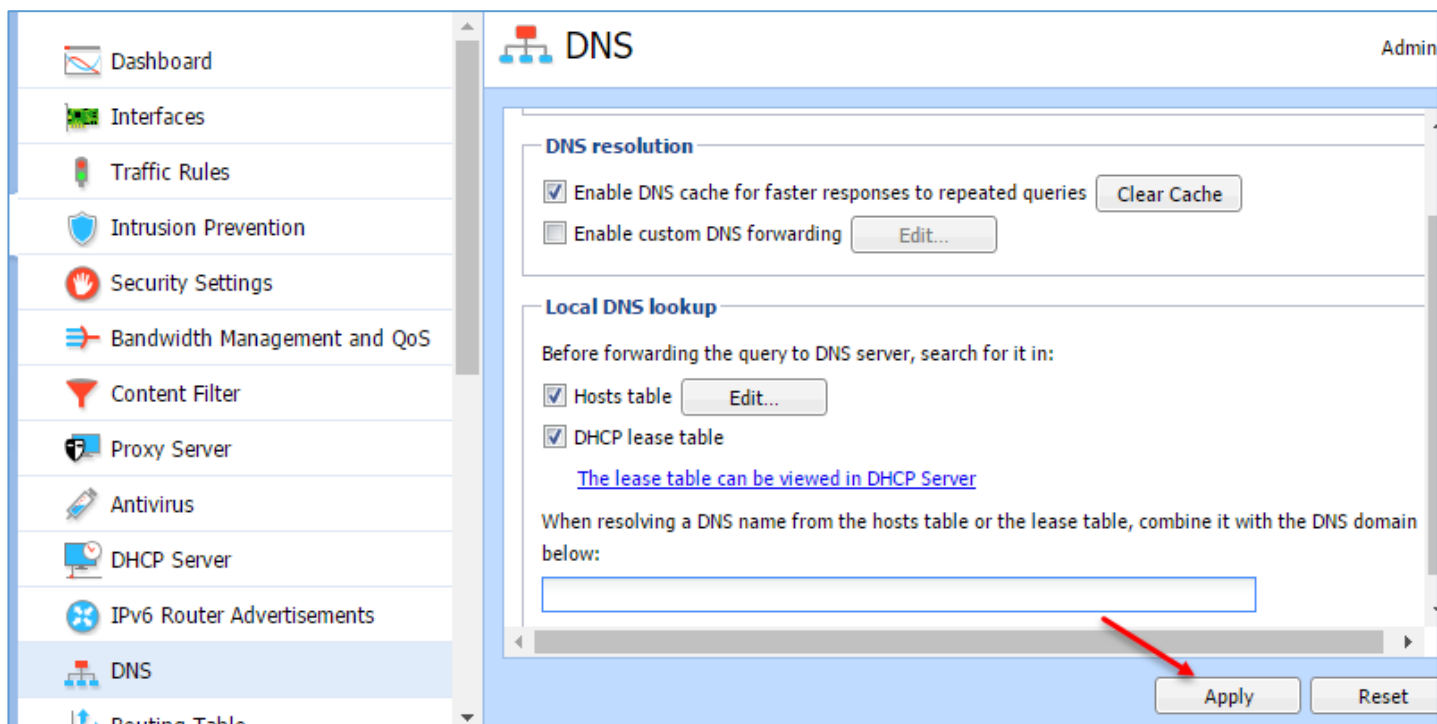 Dashboard
Interfaces
Traffic Rules
Intrusion Prevention
Security Settings
Bandwidth Management and QoS
Content Filter
Proxy Server
Antivirus
DHCP Server
IPv6 Router Advertisements
DNS
Routing Table
DNS
Admin
DNS resolution
Enable DNS cache for faster responses to repeated queries Clear Cache
Enable custom DNS forwarding Edit...
Local DNS lookup
Before forwarding the query to DNS server, search for it in:
Hosts table Edit...
DHCP lease table
The lease table can be viewed in DHCP Server
When resolving a DNS name from the hosts table or the lease table, combine it with the DNS domain
below:
Apply Reset